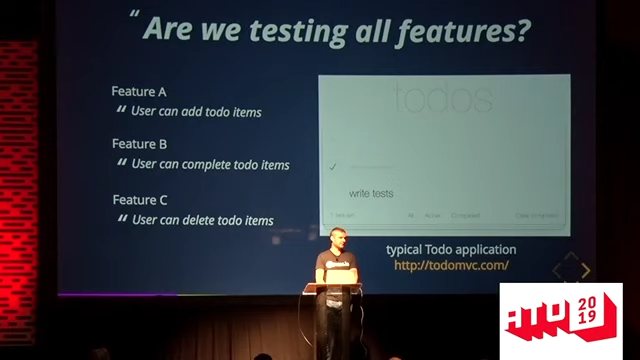 “ Are we testing all features?
Feature A
“ User can add todo items
Feature B
“ User can complete todo items
Feature C
“ User can delete todo items
todos
write tests
All Active Completed
typical Todo application
http://todomvc.com/
ATO 2019